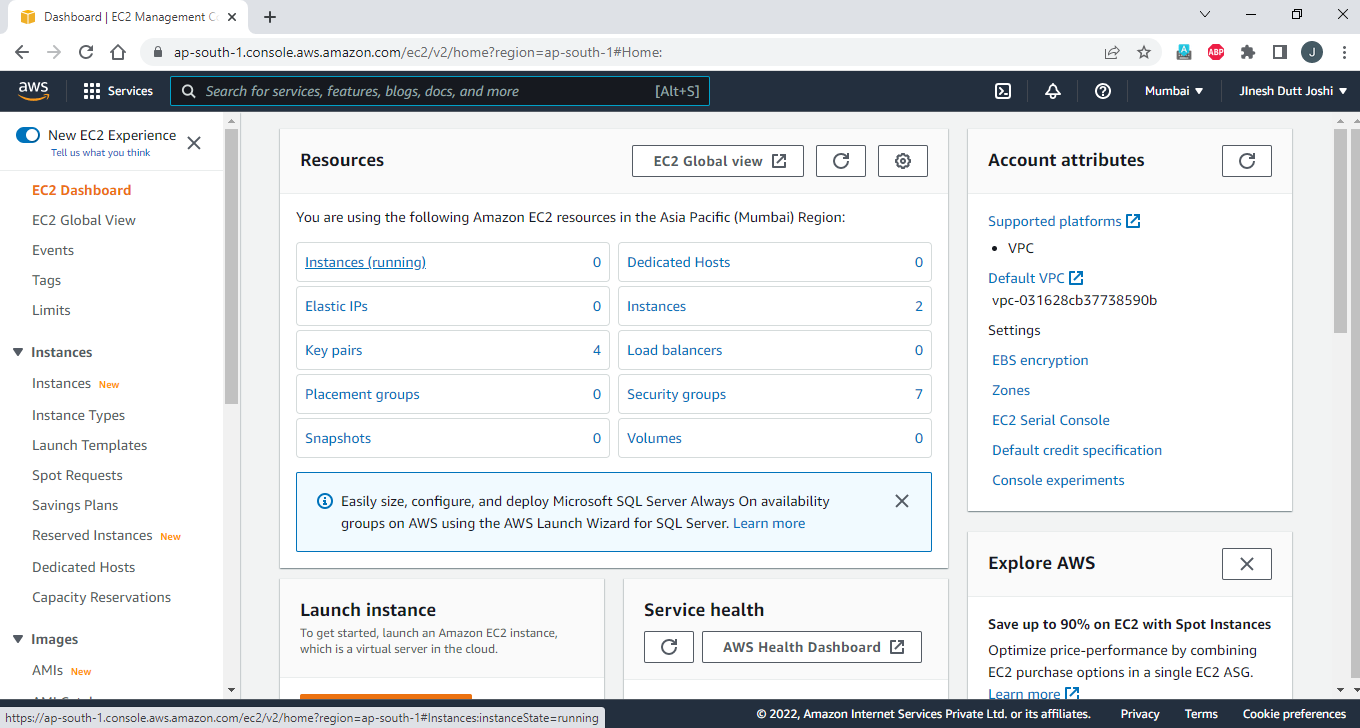 Dashboard | EC2 Management C
ap-south-1.console.aws.amazon.com/ec2/v2/home?region=ap-south-1#Home:
ABP
J
aws
Services
Search for services, features, blogs, docs, and more
[Alt+S]
Mumbai
JInesh Dutt Joshi
New EC2 Experience
Tell us what you think
EC2 Dashboard
EC2 Global View
Events
Tags
Limits
Instances
Instances New
Instance Types
Launch Templates
Spot Requests
Savings Plans
Reserved Instances New
Dedicated Hosts
Capacity Reservations
Images
AMIs New
Resources
EC2 Global view
You are using the following Amazon EC2 resources in the Asia Pacific (Mumbai) Region:
Instances (running) 0
Dedicated Hosts 0
Elastic IPs 0
Instances 2
Key pairs 4
Load balancers 0
Placement groups 0
Security groups 7
Snapshots 0
Volumes 0
Easily size, configure, and deploy Microsoft SQL Server Always On availability
groups on AWS using the AWS Launch Wizard for SQL Server. Learn more
Launch instance
To get started, launch an Amazon EC2 instance,
which is a virtual server in the cloud.
Service health
AWS Health Dashboard
Account attributes
Supported platforms
• VPC
Default VPC
vpc-031628cb37738590b
Settings
EBS encryption
Zones
EC2 Serial Console
Default credit specification
Console experiments
Explore AWS
Save up to 90% on EC2 with Spot Instances
Optimize price-performance by combining
EC2 purchase options in a single EC2 ASG.
Learn more
https://ap-south-1.console.aws.amazon.com/ec2/v2/home?region=ap-south-1#Instances:instanceState=running
© 2022, Amazon Internet Services Private Ltd. or its affiliates.
Privacy
Terms
Cookie preferences